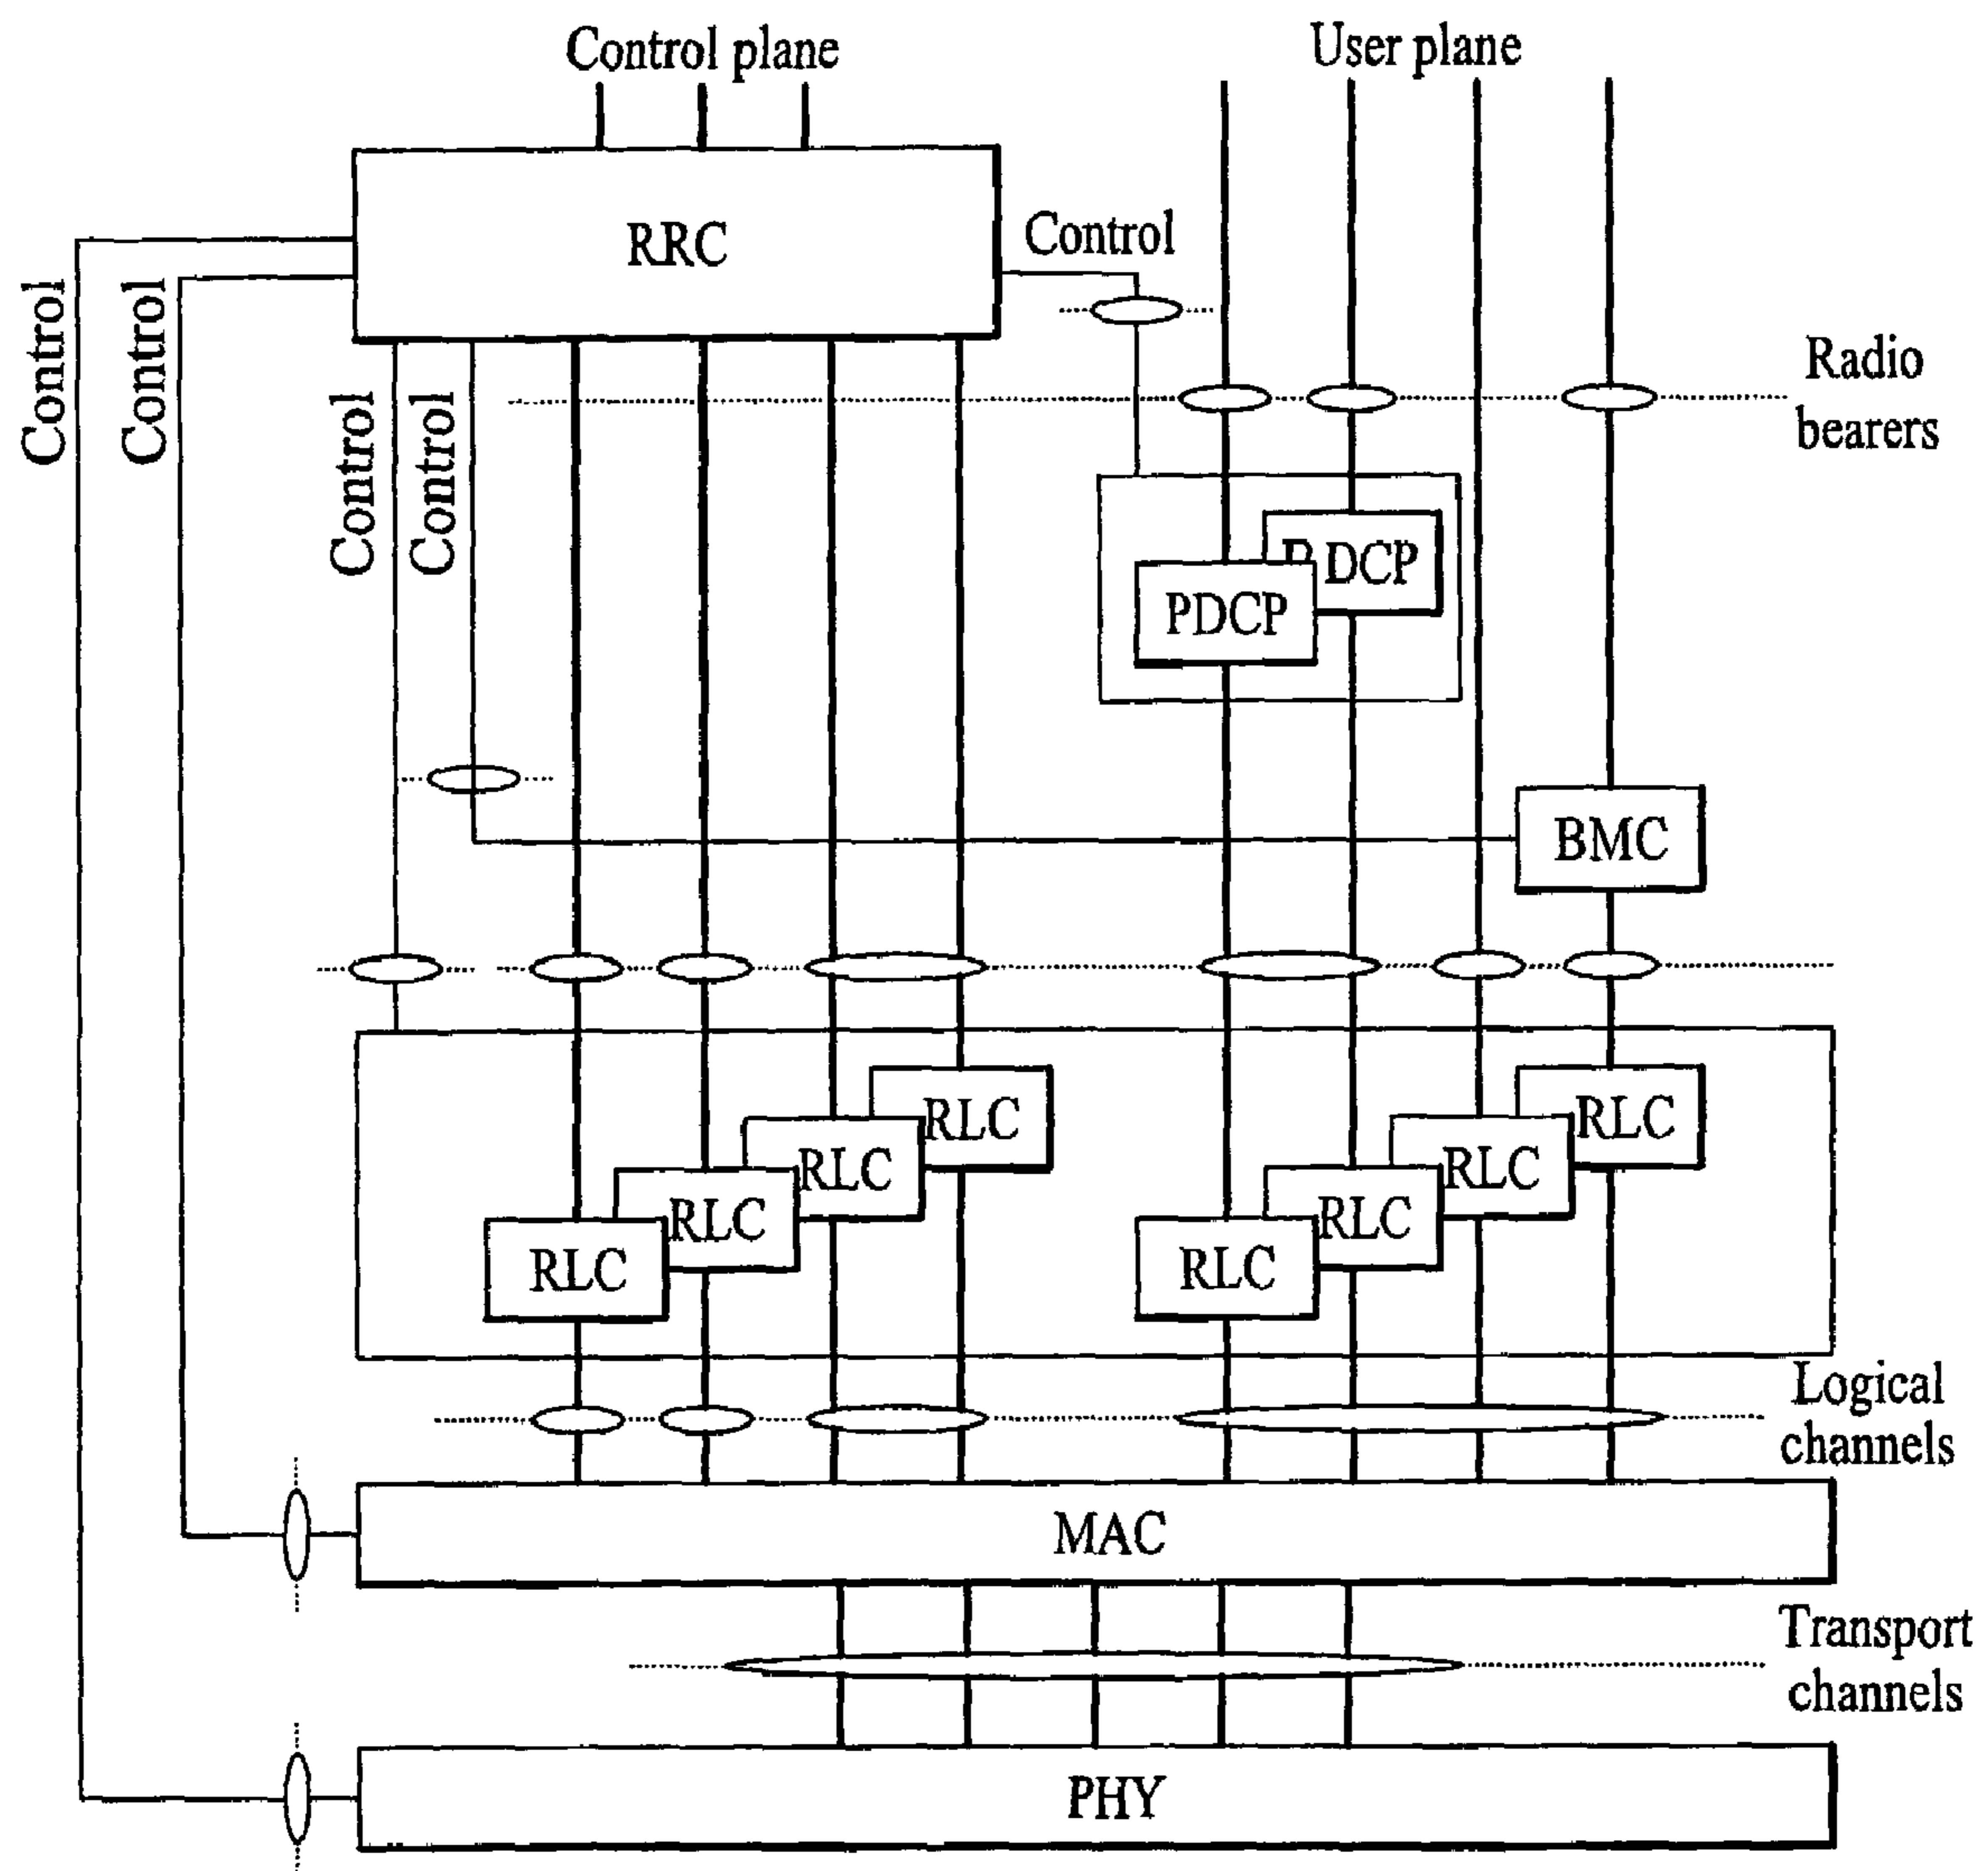 Control plane
User plane
RRC
Control
Control
Control
Control
Control
Radio
bearers
PDCP
PDCP
BMC
RLC
RLC
RLC
RLC
RLC
RLC
RLC
RLC
Logical
channels
MAC
Transport
channels
PHY